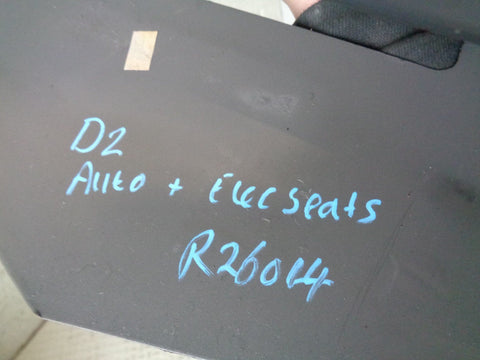 D2
Auto + Elec seats
R26014